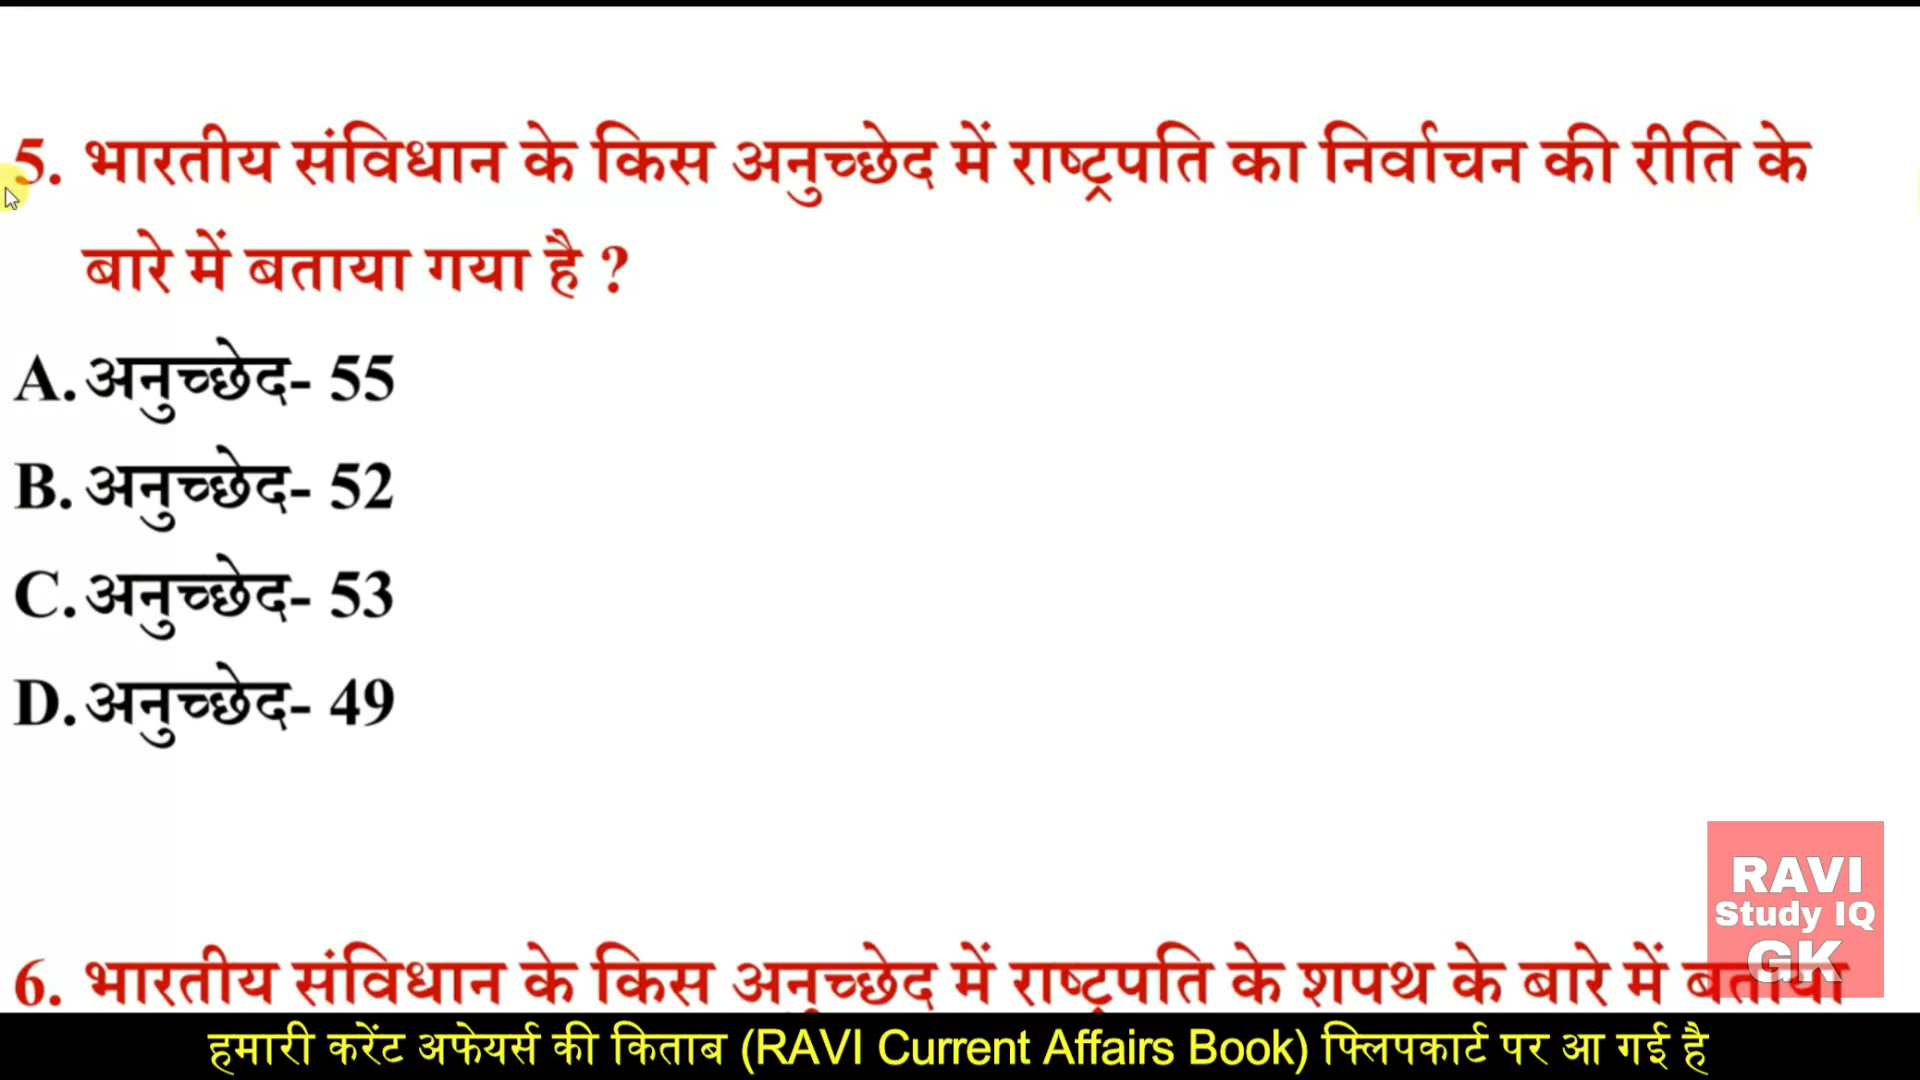 5. भारतीय संविधान के किस अनुच्छेद में राष्ट्रपति का निर्वाचन की रीति के
बारे में बताया गया है ?
A. अनुच्छेद- 55
B. अनुच्छेद- 52
C. अनुच्छेद- 53
D. अनुच्छेद- 49
RAVI
Study IQ
GK
6. भारतीय संविधान के किस अनुच्छेद में राष्ट्रपति के शपथ के बारे में बताया
हमारी करेंट अफेयर्स की किताब (RAVI Current Affairs Book) फ्लिपकार्ट पर आ गई है